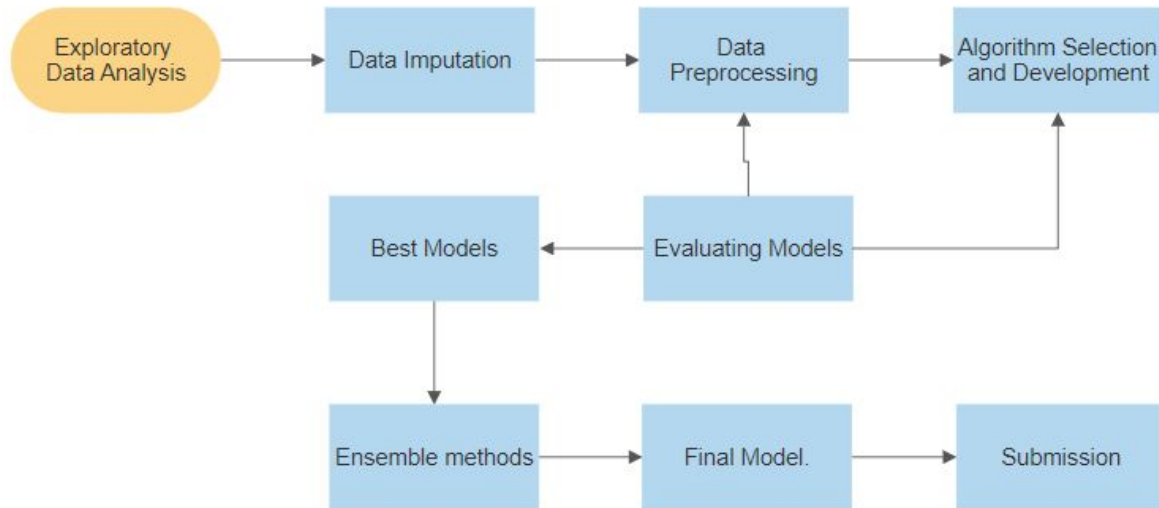 Exploratory
Data Analysis
Data Imputation
Data
Preprocessing
Algorithm Selection
and Development
Best Models
Evaluating Models
Ensemble methods
Final Model.
Submission